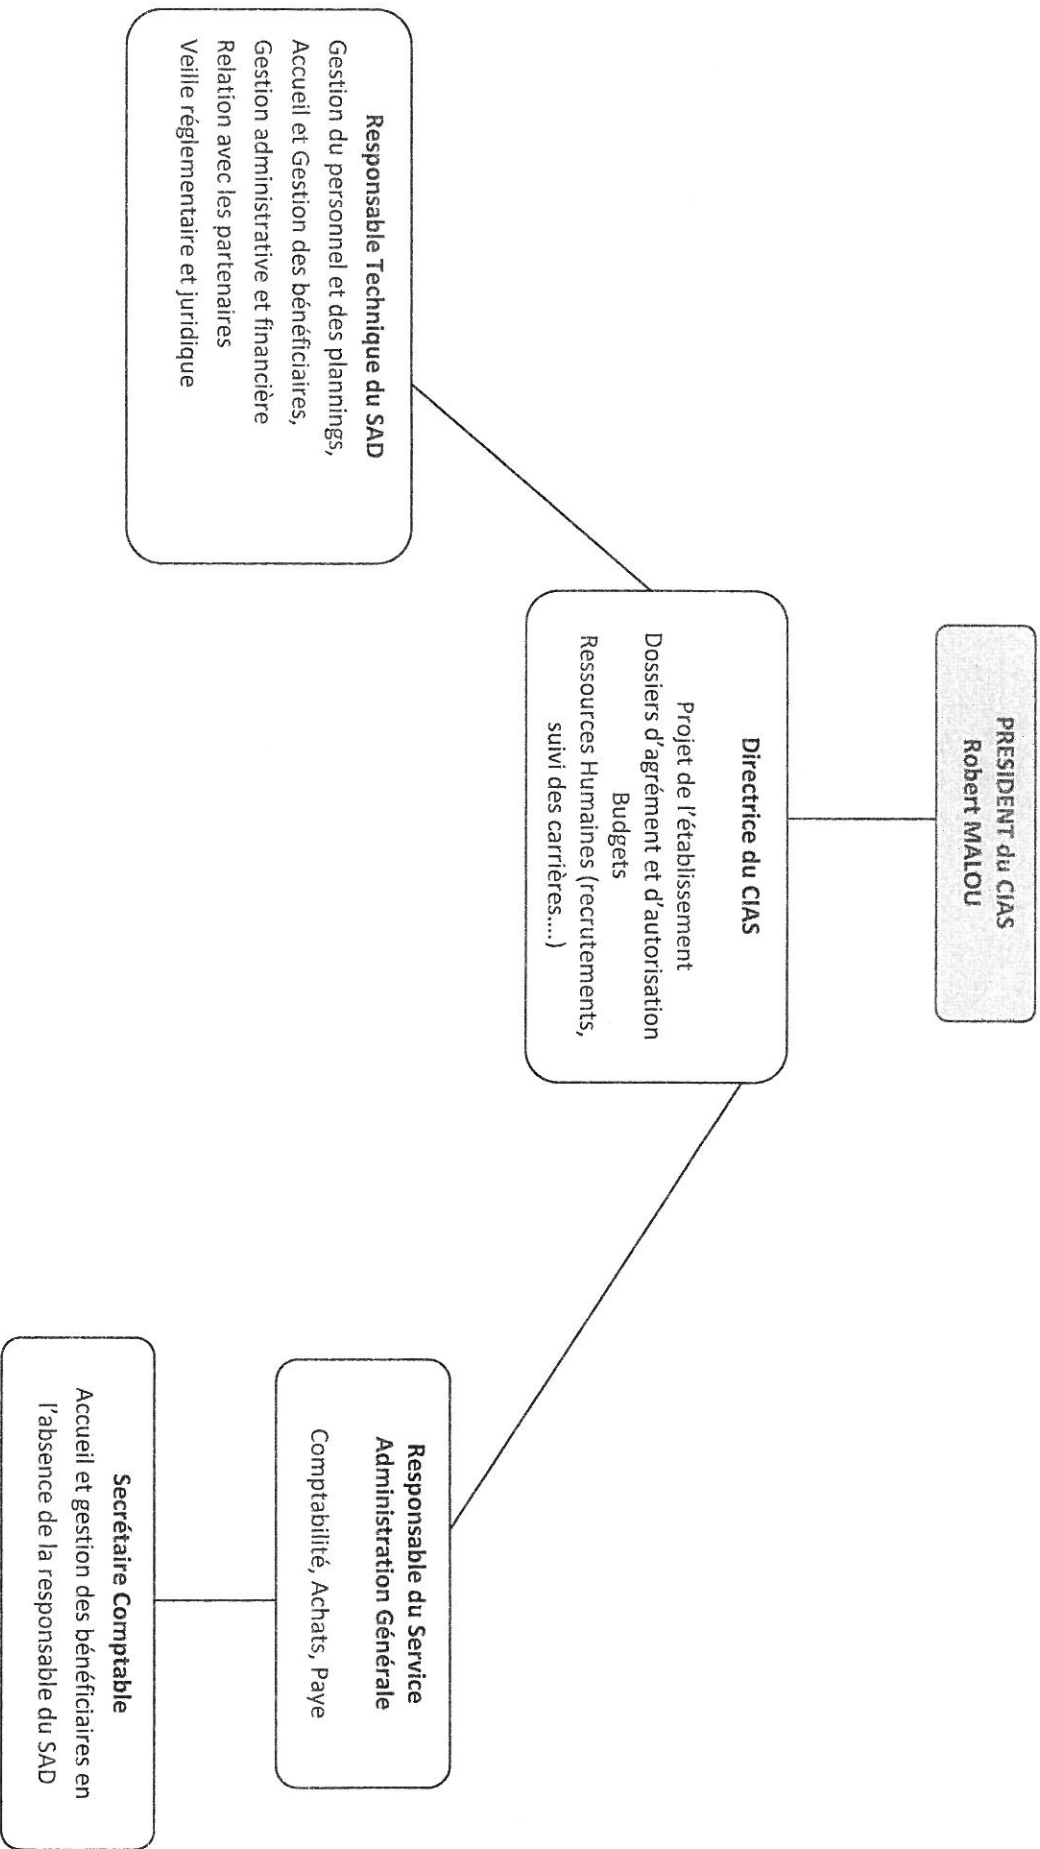 PRESIDENT du CIAS
Robert MALOU
Directrice du CIAS
Projet de l'établissement
Dossiers d'agrément et d'autorisation
Budgets
Ressources Humaines (recrutements,
suivi des carrières....)
Responsable Technique du SAD
Gestion du personnel et des plannings,
Accueil et Gestion des bénéficiaires,
Gestion administrative et financière
Relation avec les partenaires
Veille réglementaire et juridique
Responsable du Service
Administration Générale
Comptabilité, Achats, Paye
Secrétaire Comptable
Accueil et gestion des bénéficiaires en
l'absence de la responsable du SAD